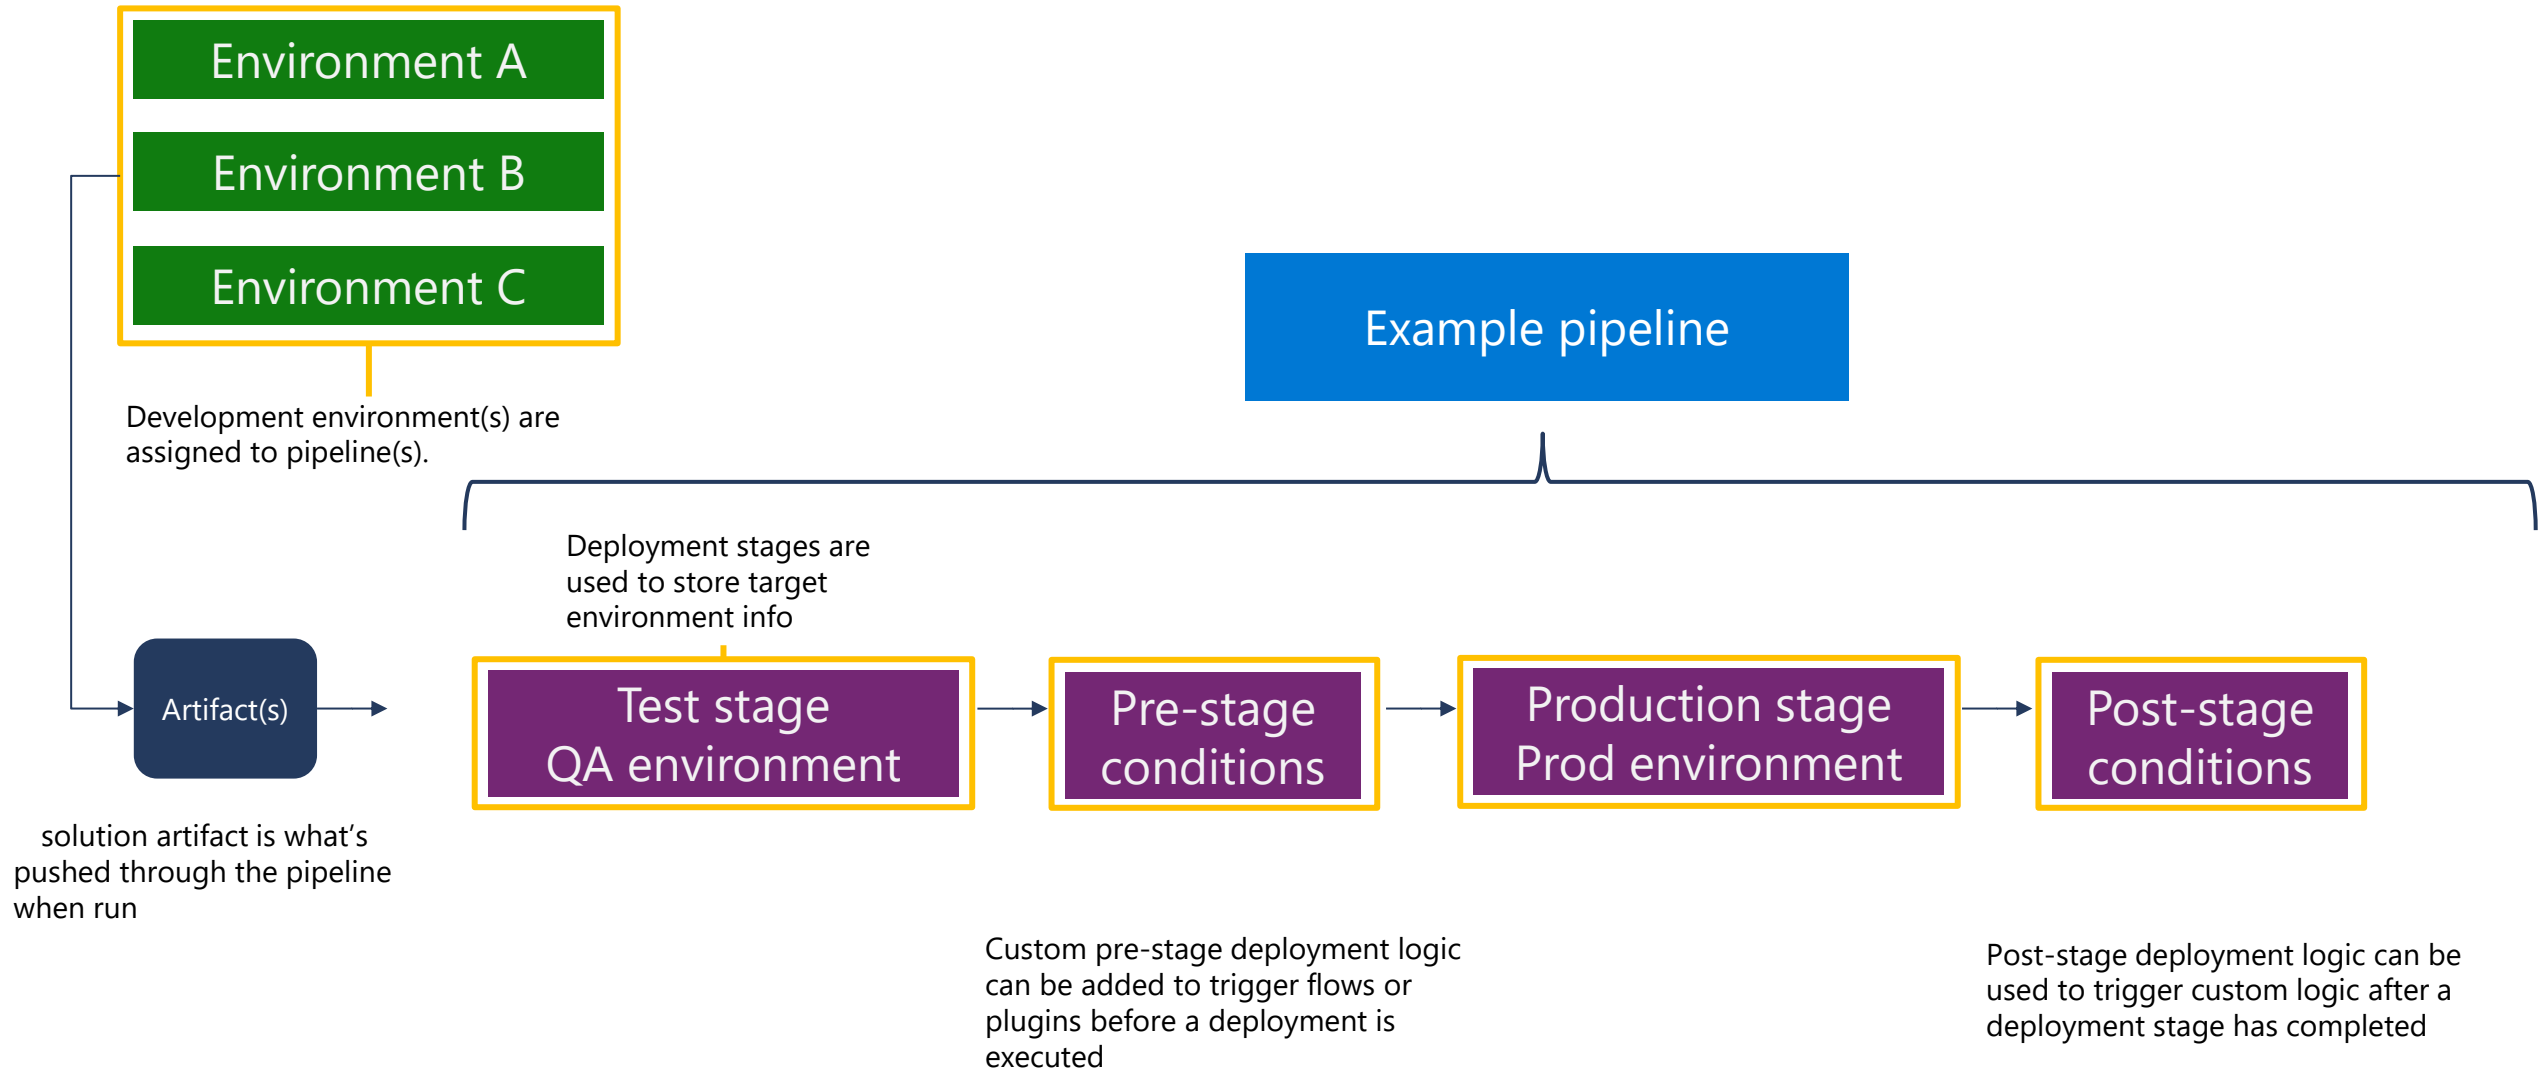 Environment A
Environment B
Environment C
Development environment(s) are
assigned to pipeline(s).
Example pipeline
Deployment stages are
used to store target
environment info
Artifact(s)
Test stage
QA environment
Pre-stage
conditions
Production stage
Prod environment
Post-stage
conditions
solution artifact is what's
pushed through the pipeline
when run
Custom pre-stage deployment logic
can be added to trigger flows or
plugins before a deployment is
executed
Post-stage deployment logic can be
used to trigger custom logic after a
deployment stage has completed